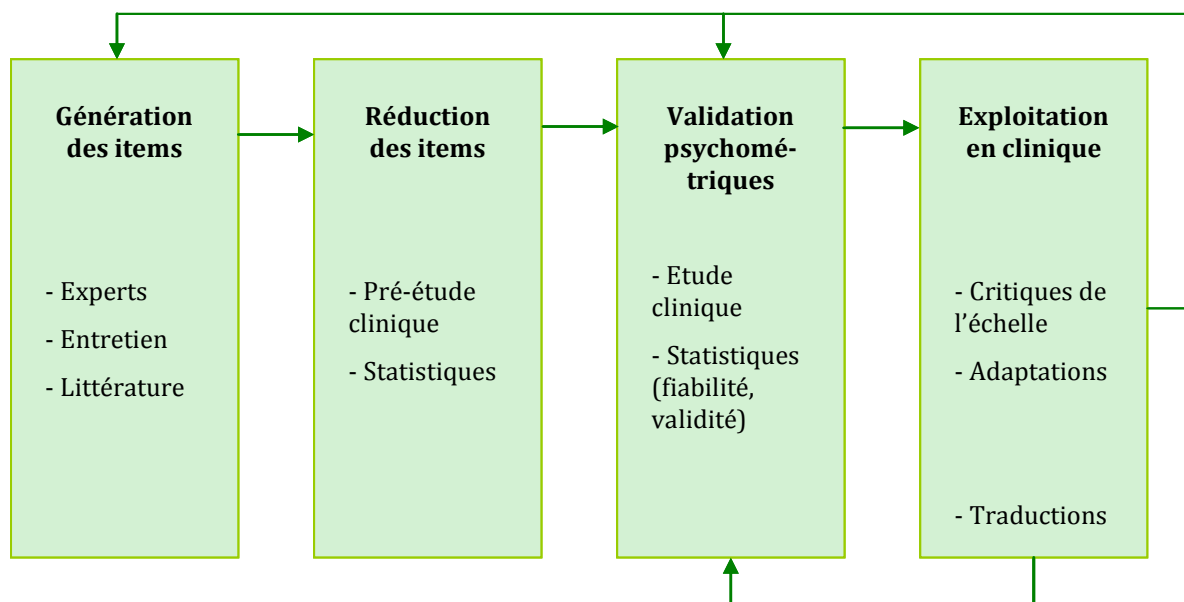 Génération
des items
- Experts
- Entretien
- Littérature
Réduction
des items
- Pré-étude
clinique
- Statistiques
Validation
psychomé-
triques
- Etude
clinique
- Statistiques
(fiabilité,
validité)
Exploitation
en clinique
- Critiques de
l’échelle
- Adaptations
- Traductions